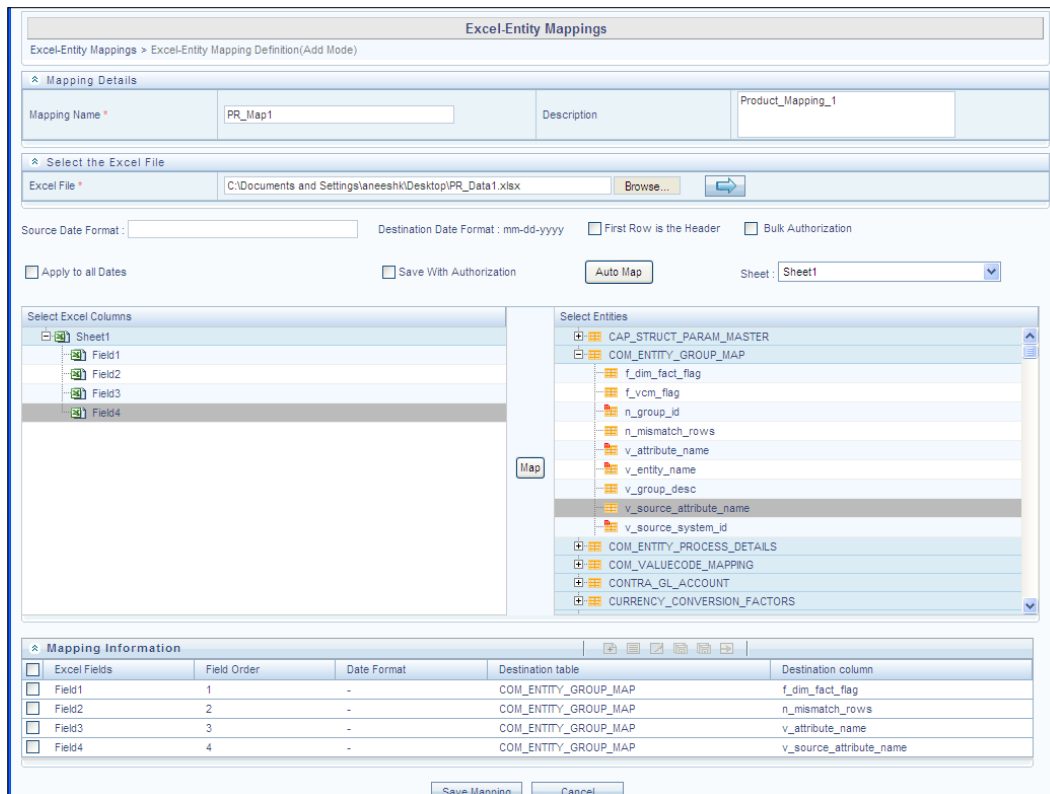 Excel-Entity Mappings
Excel-Entity Mappings > Excel-Entity Mapping Definition(Add Mode)
Mapping Details
Mapping Name * PR_Map1 Description Product_Mapping_1
Select the Excel File
Excel File * C:\Documents and Settings\aneeshk\Desktop\PR_Data1.xlsx Browse...
Source Date Format : Destination Date Format : mm-dd-yyyy First Row is the Header Bulk Authorization
Apply to all Dates Save With Authorization Auto Map Sheet : Sheet1
Select Excel Columns
Sheet1
Field1
Field2
Field3
Field4
Map
Select Entities
CAP_STRUCT_PARAM_MASTER
COM_ENTITY_GROUP_MAP
f_dim_fact_flag
f_vcm_flag
n_group_id
n_mismatch_rows
v_attribute_name
v_entity_name
v_group_desc
v_source_attribute_name
v_source_system_id
COM_ENTITY_PROCESS_DETAILS
COM_VALUECODE_MAPPING
CONTRA_GL_ACCOUNT
CURRENCY_CONVERSION_FACTORS
Mapping Information
Excel Fields Field Order Date Format Destination table Destination column
Field1 1 - COM_ENTITY_GROUP_MAP f_dim_fact_flag
Field2 2 - COM_ENTITY_GROUP_MAP n_mismatch_rows
Field3 3 - COM_ENTITY_GROUP_MAP v_attribute_name
Field4 4 - COM_ENTITY_GROUP_MAP v_source_attribute_name
Save Mapping Cancel